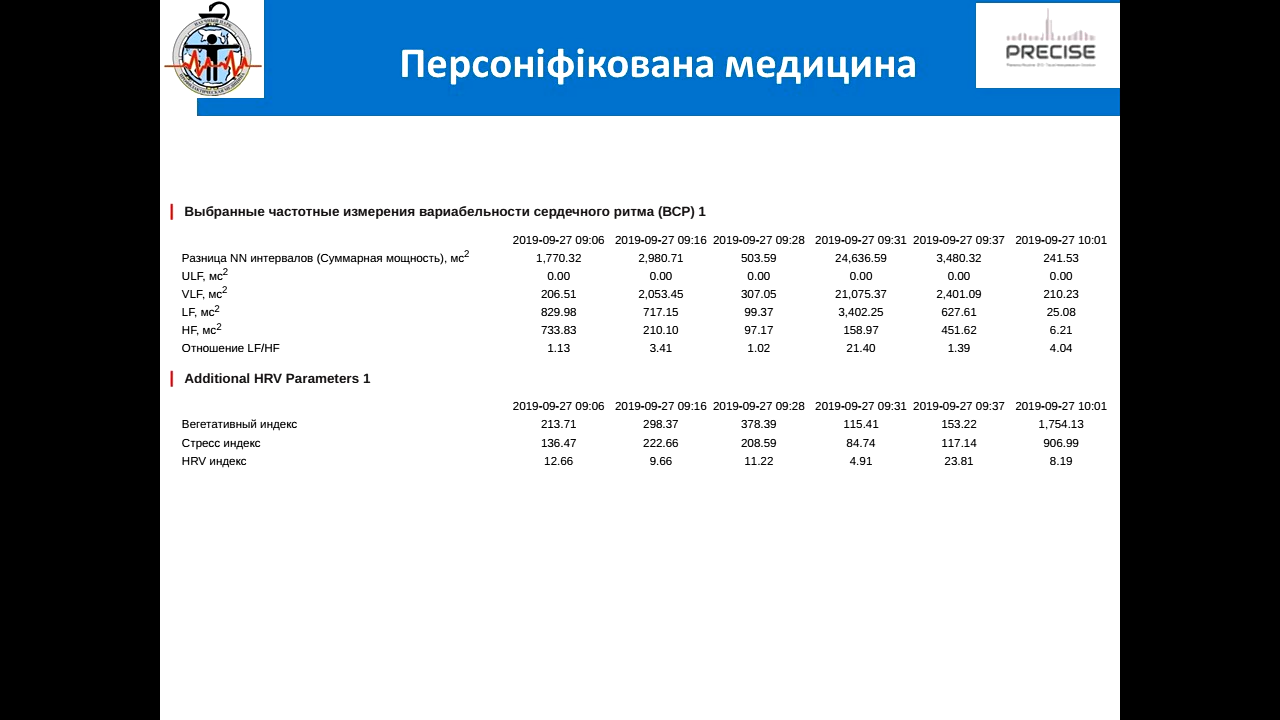 Персоніфікована медицина
PRECISE
Выбранные частотные измерения вариабельности сердечного ритма (ВСР) 1
2019-09-27 09:06 2019-09-27 09:16 2019-09-27 09:28 2019-09-27 09:31 2019-09-27 09:37 2019-09-27 10:01
Разница NN интервалов (Суммарная мощность), мс² 1,770.32 2,980.71 503.59 24,636.59 3,480.32 241.53
ULF, мс² 0.00 0.00 0.00 0.00 0.00 0.00
VLF, мс² 206.51 2,053.45 307.05 21,075.37 2,401.09 210.23
LF, мс² 829.98 717.15 99.37 3,402.25 627.61 25.08
HF, мс² 733.83 210.10 97.17 158.97 451.62 6.21
Отношение LF/HF 1.13 3.41 1.02 21.40 1.39 4.04
Additional HRV Parameters 1
2019-09-27 09:06 2019-09-27 09:16 2019-09-27 09:28 2019-09-27 09:31 2019-09-27 09:37 2019-09-27 10:01
Вегетативный индекс 213.71 298.37 378.39 115.41 153.22 1,754.13
Стресс индекс 136.47 222.66 208.59 84.74 117.14 906.99
HRV индекс 12.66 9.66 11.22 4.91 23.81 8.19